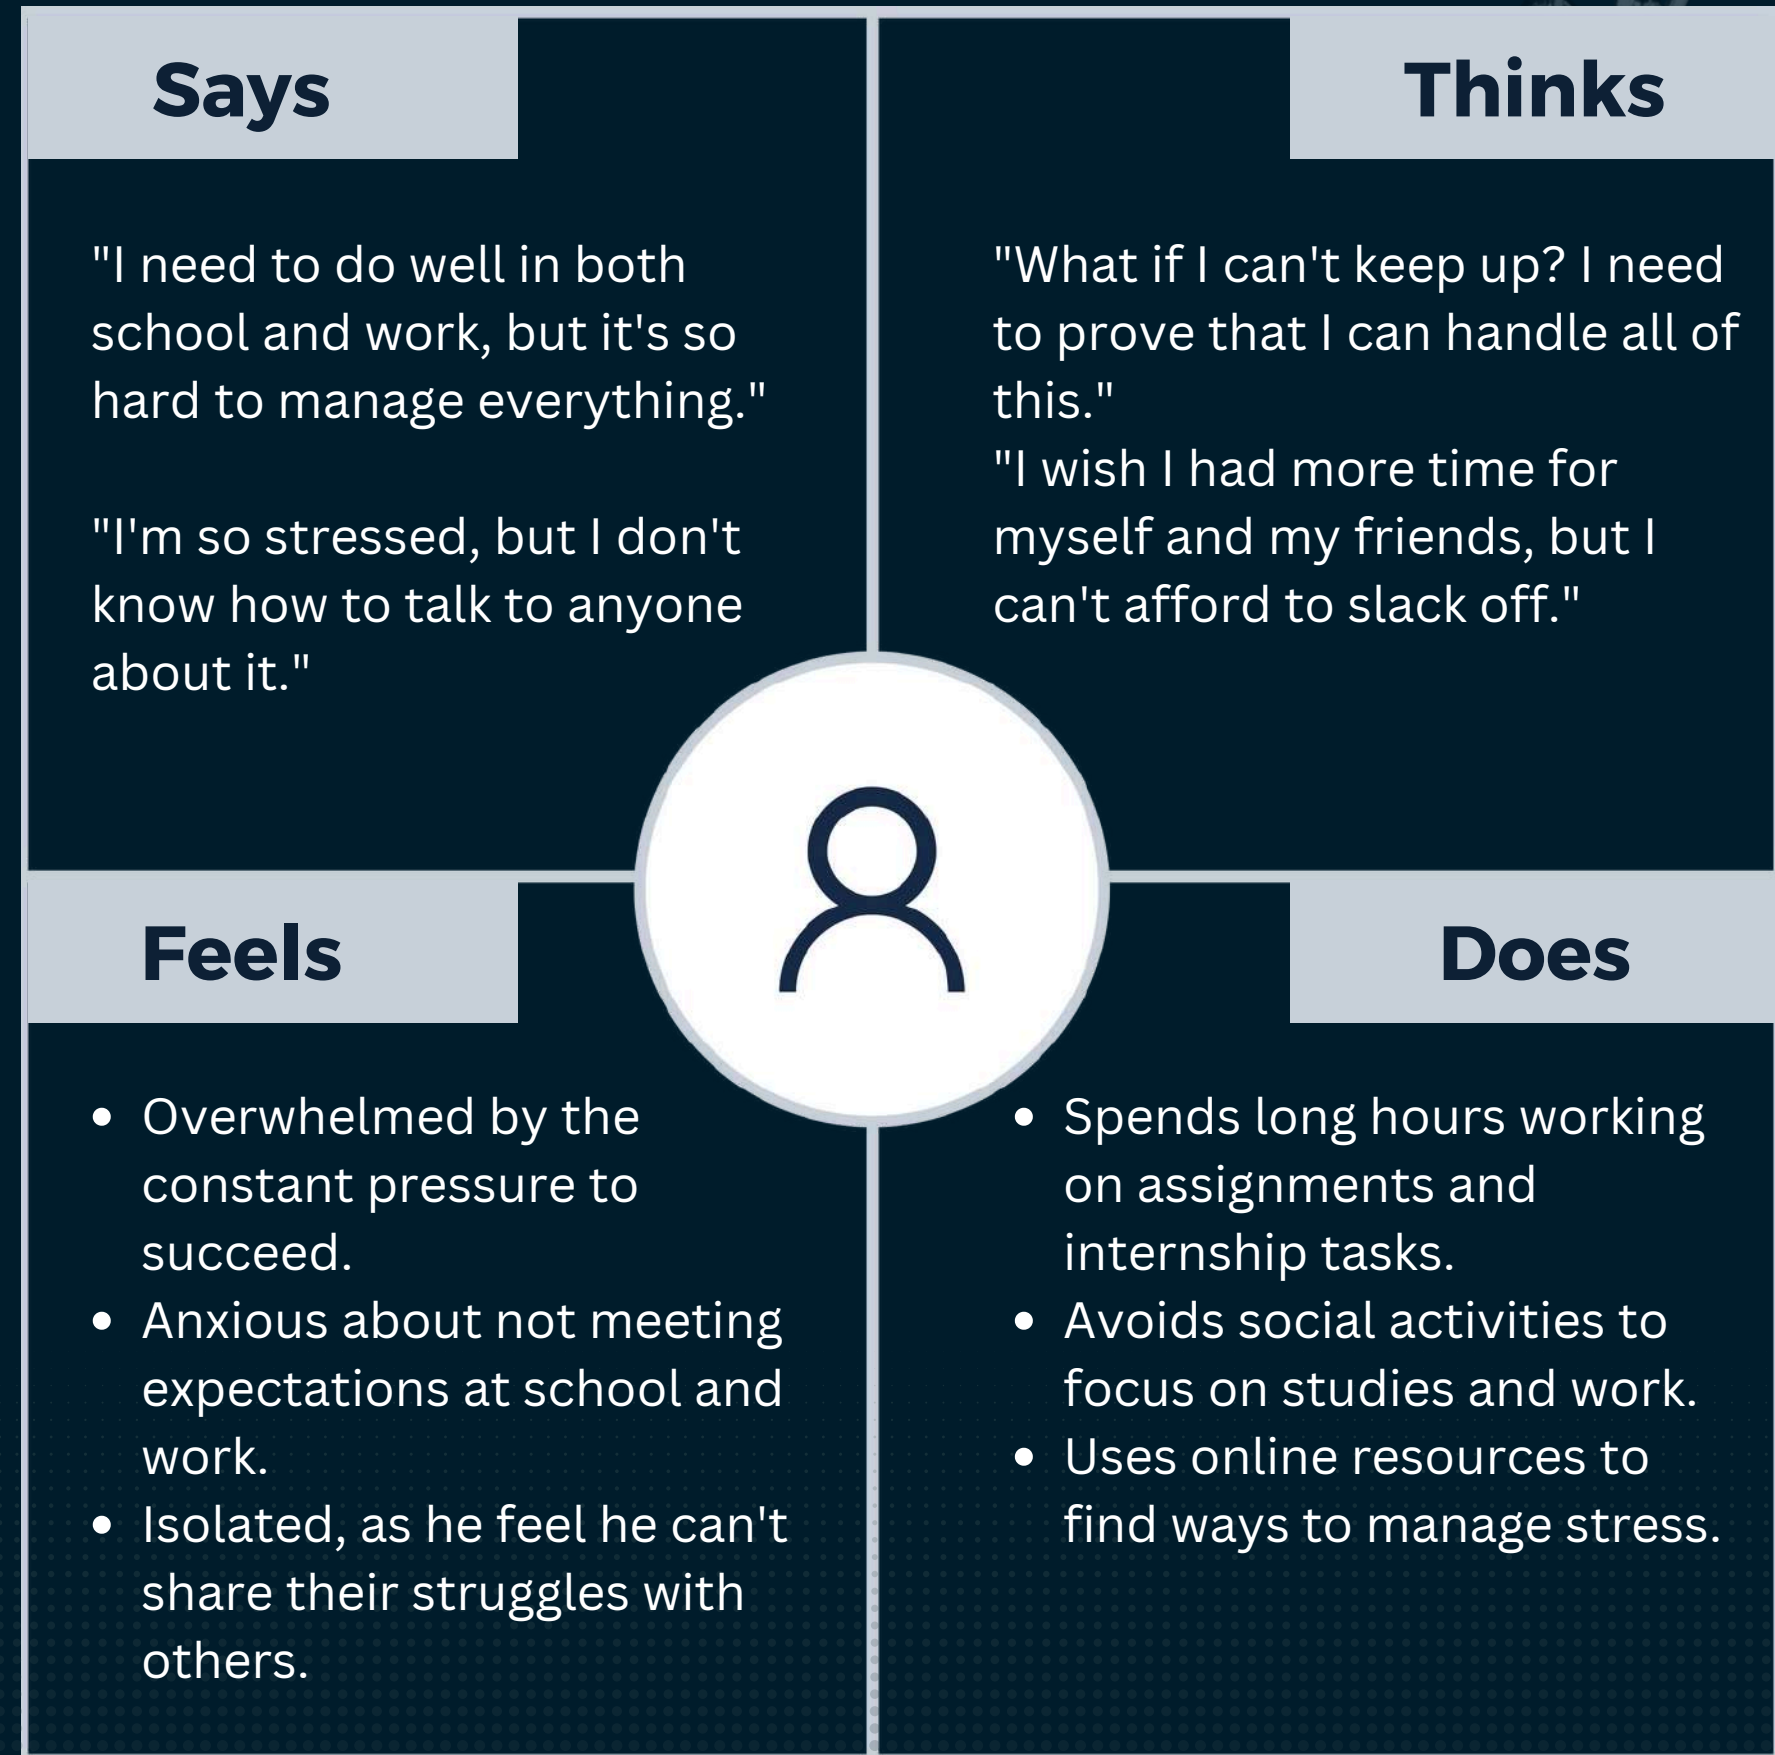 Says
"I need to do well in both
school and work, but it's so
hard to manage everything."
"I'm so stressed, but I don't
know how to talk to anyone
about it."
Thinks
"What if I can't keep up? I need
to prove that I can handle all of
this."
"I wish I had more time for
myself and my friends, but I
can't afford to slack off."
Feels
• Overwhelmed by the
constant pressure to
succeed.
• Anxious about not meeting
expectations at school and
work.
• Isolated, as he feel he can't
share their struggles with
others.
Does
• Spends long hours working
on assignments and
internship tasks.
• Avoids social activities to
focus on studies and work.
• Uses online resources to
find ways to manage stress.